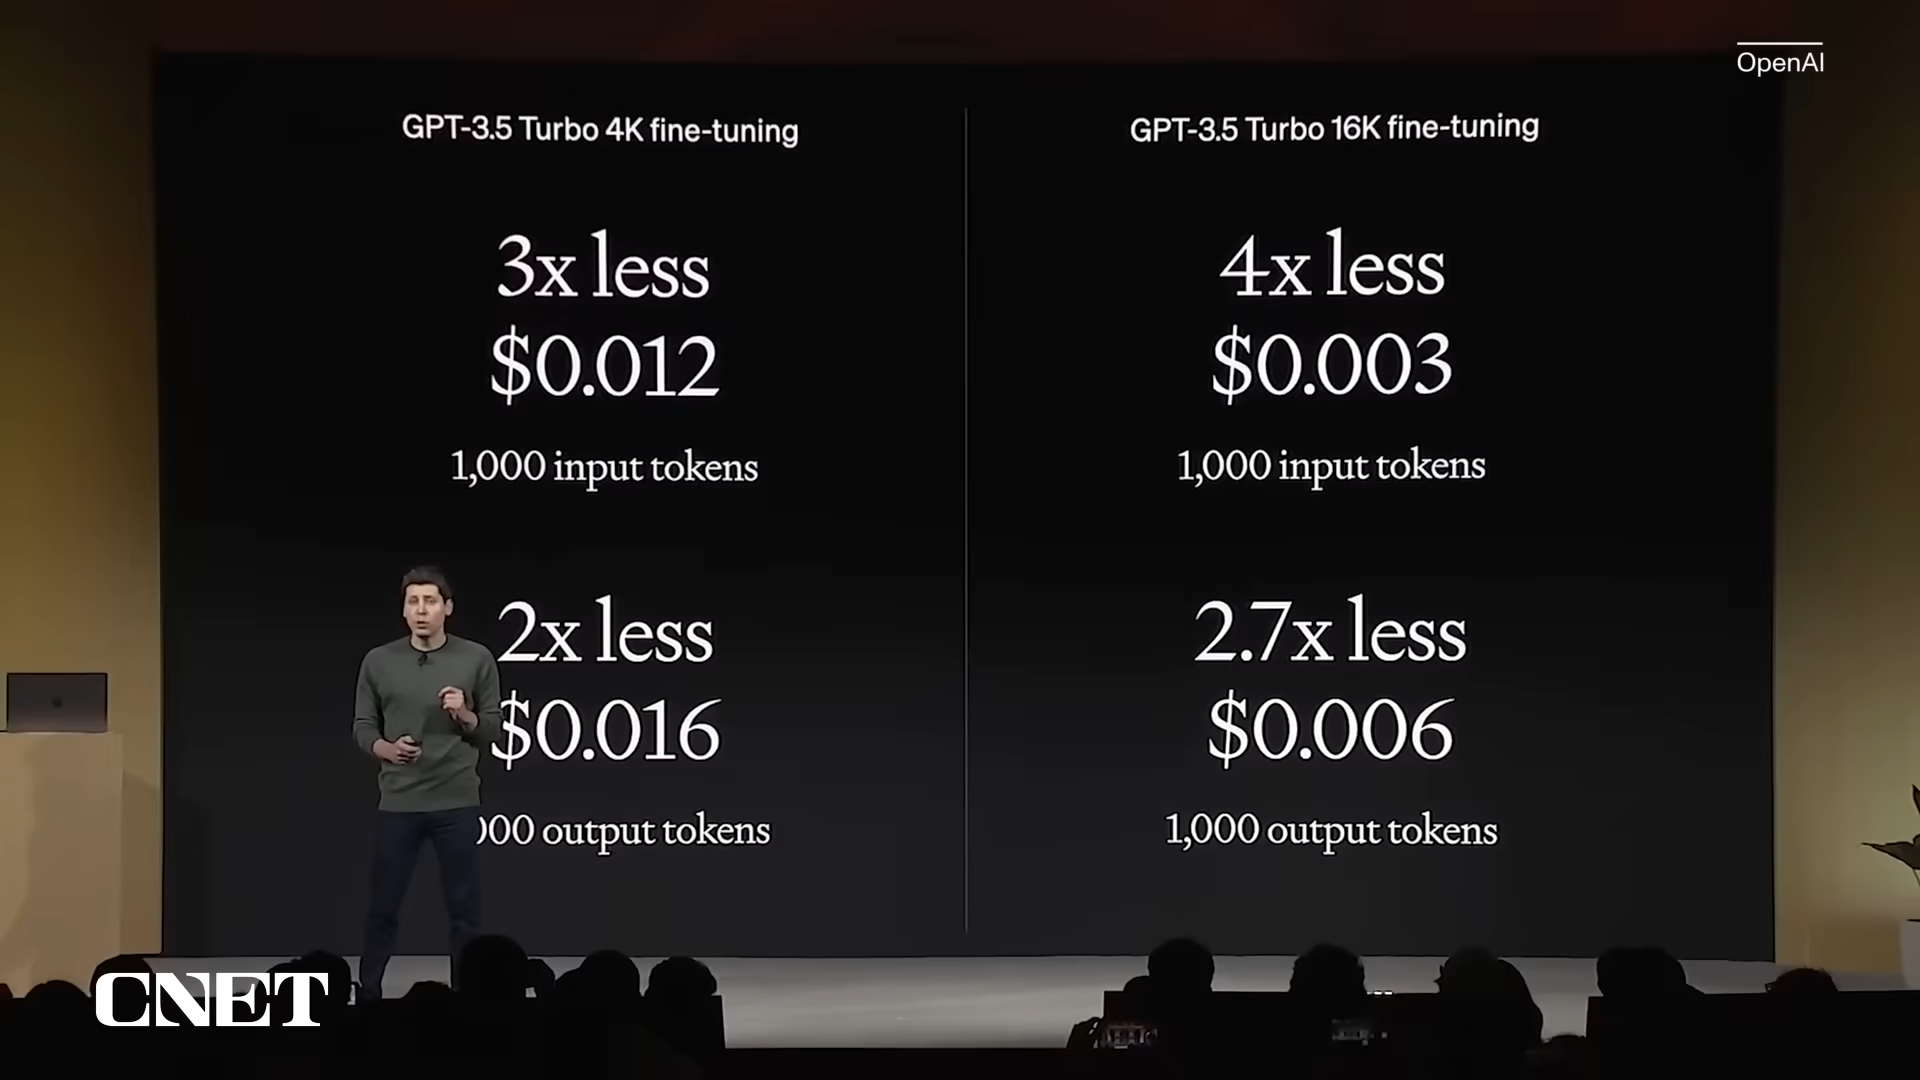 OpenAI
GPT-3.5 Turbo 4K fine-tuning
3x less
$0.012
1,000 input tokens
2x less
$0.016
000 output tokens
GPT-3.5 Turbo 16K fine-tuning
4x less
$0.003
1,000 input tokens
2.7x less
$0.006
1,000 output tokens
CNET